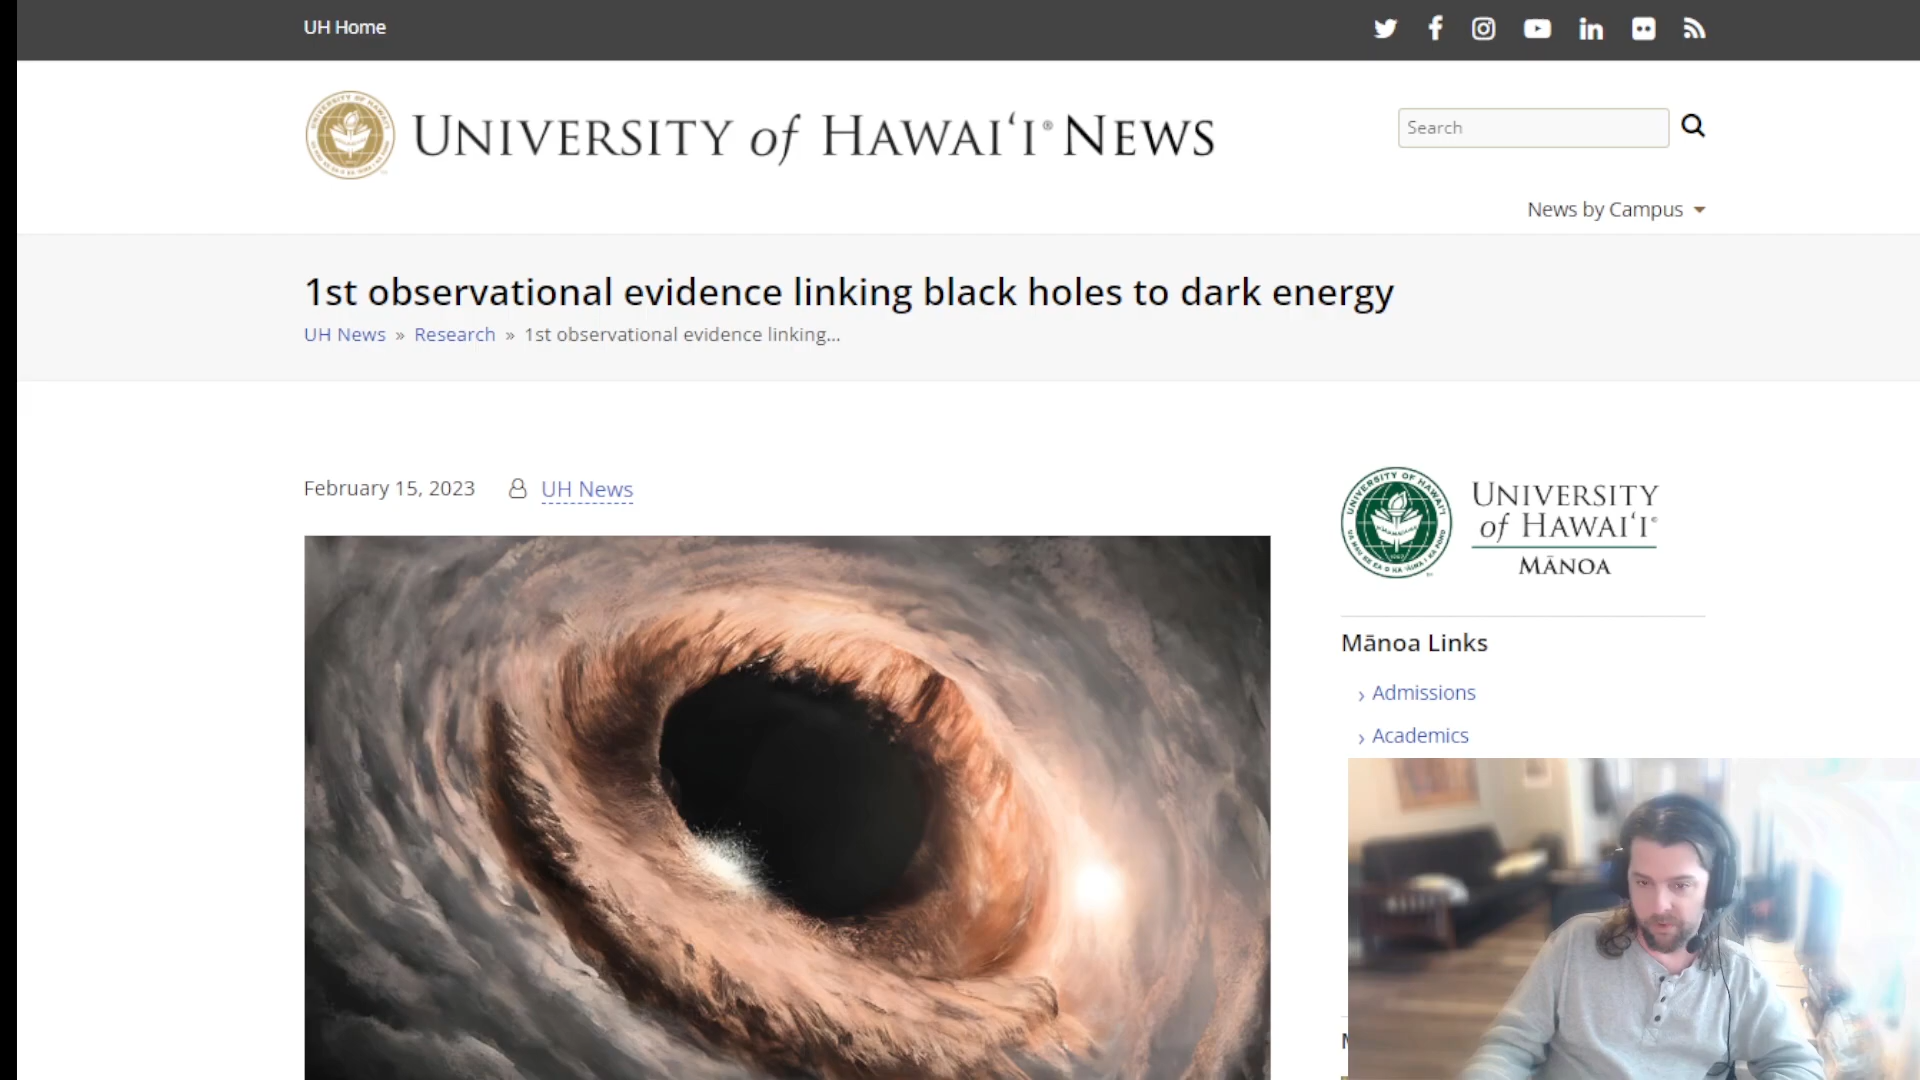 UH Home
UNIVERSITY of HAWAIʻI® NEWS
Search
News by Campus
1st observational evidence linking black holes to dark energy
UH News » Research » 1st observational evidence linking...
February 15, 2023 UH News
UNIVERSITY
of HAWAIʻI®
MĀNOA
Mānoa Links
› Admissions
› Academics